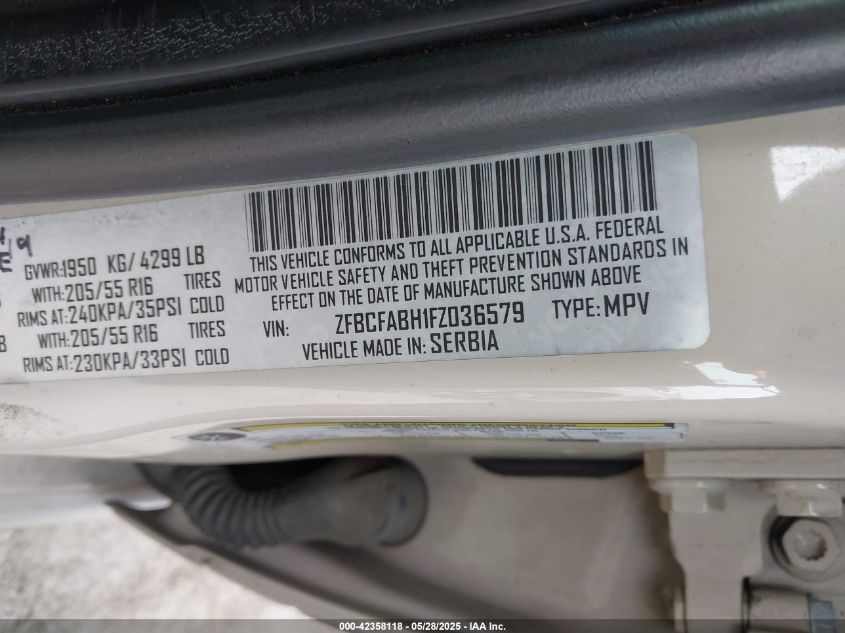 GVWR:1950 KG/ 4299 LB
WITH:205/55 R16 TIRES
RIMS AT:240KPA/35PSI COLD
WITH:205/55 R16 TIRES
RIMS AT:230KPA/33PSI COLD
THIS VEHICLE CONFORMS TO ALL APPLICABLE U.S.A. FEDERAL
MOTOR VEHICLE SAFETY AND THEFT PREVENTION STANDARDS IN
EFFECT ON THE DATE OF MANUFACTURE SHOWN ABOVE
VIN: ZFBCFABH1FZ036579 TYPE:MPV
VEHICLE MADE IN: SERBIA
000-42358118 - 05/28/2025 - IAA Inc.